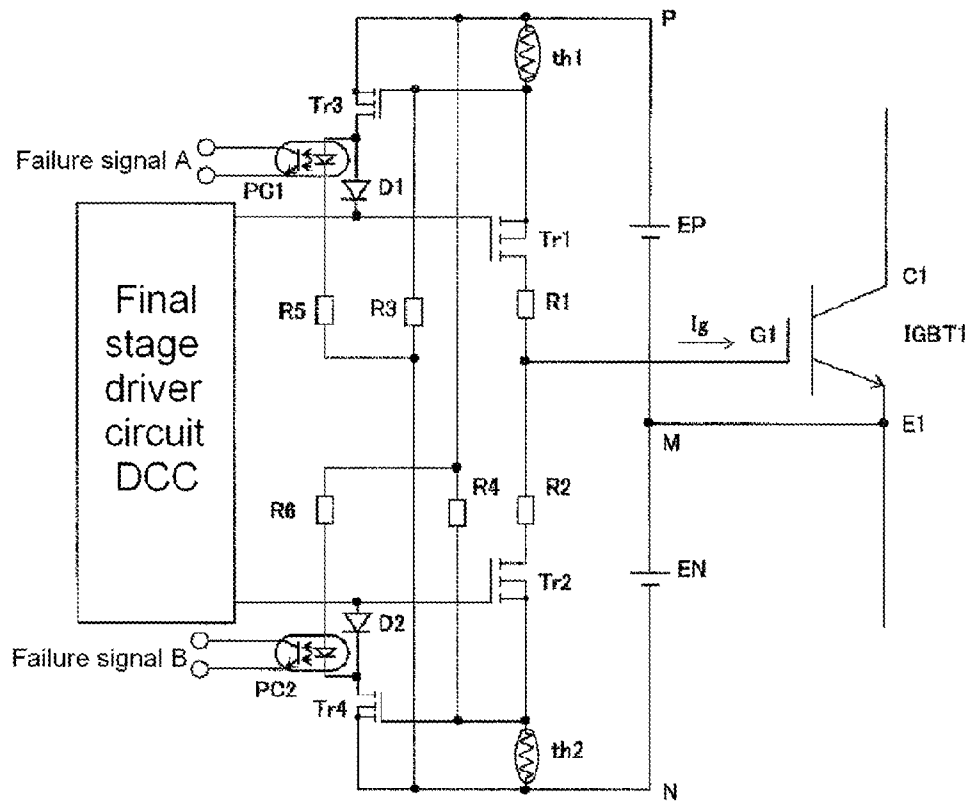 P
th1
Tr3
Failure signal A
PC1
D1
Tr1
EP
C1
Final
stage
driver
circuit
DCC
R5
R3
R1
Ig
G1
IGBT1
M
E1
R6
R4
R2
Tr2
EN
D2
Failure signal B
PC2
Tr4
th2
N